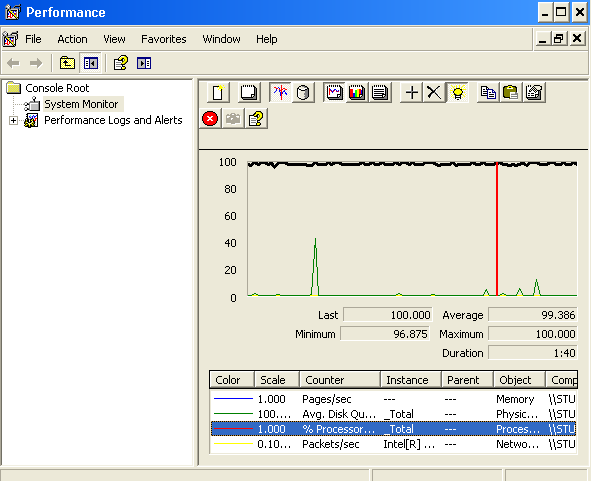 Performance
File Action View Favorites Window Help
Console Root
System Monitor
Performance Logs and Alerts
100
80
60
40
20
0
Last 100.000 Average 99.386
Minimum 96.875 Maximum 100.000
Duration 1:40
Color Scale Counter Instance Parent Object Comp
1.000 Pages/sec --- --- Memory \\STU
100.... Avg. Disk Qu... _Total --- Physic... \\STU
1.000 % Processor... _Total --- Proces... \\STU
0.10... Packets/sec Intel[R] ... --- Netwo... \\STU